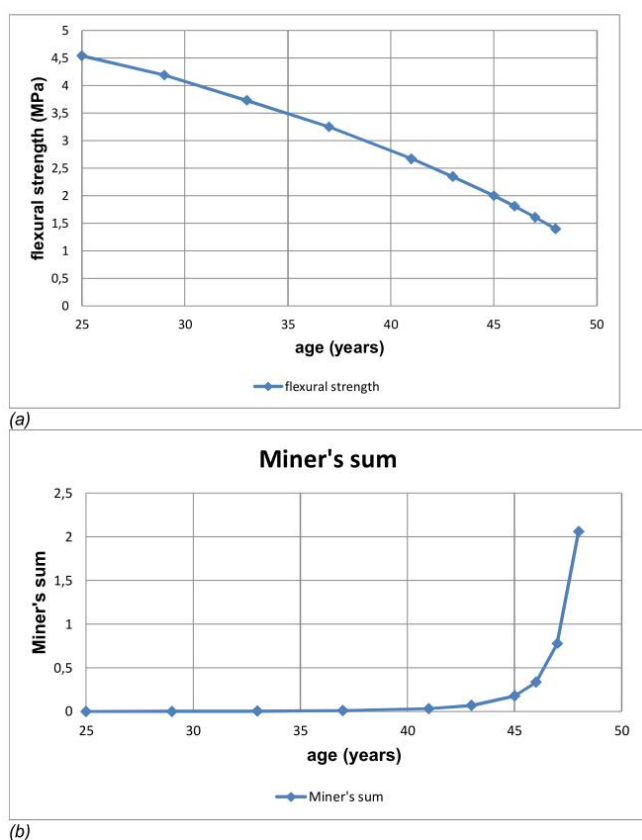 5
4,5
4
3,5
3
2,5
2
1,5
1
0,5
0
flexural strength (MPa)
25 30 35 40 45 50
age (years)
flexural strength
(a)
Miner's sum
2,5
2
1,5
1
0,5
0
Miner's sum
25 30 35 40 45 50
age (years)
Miner's sum
(b)